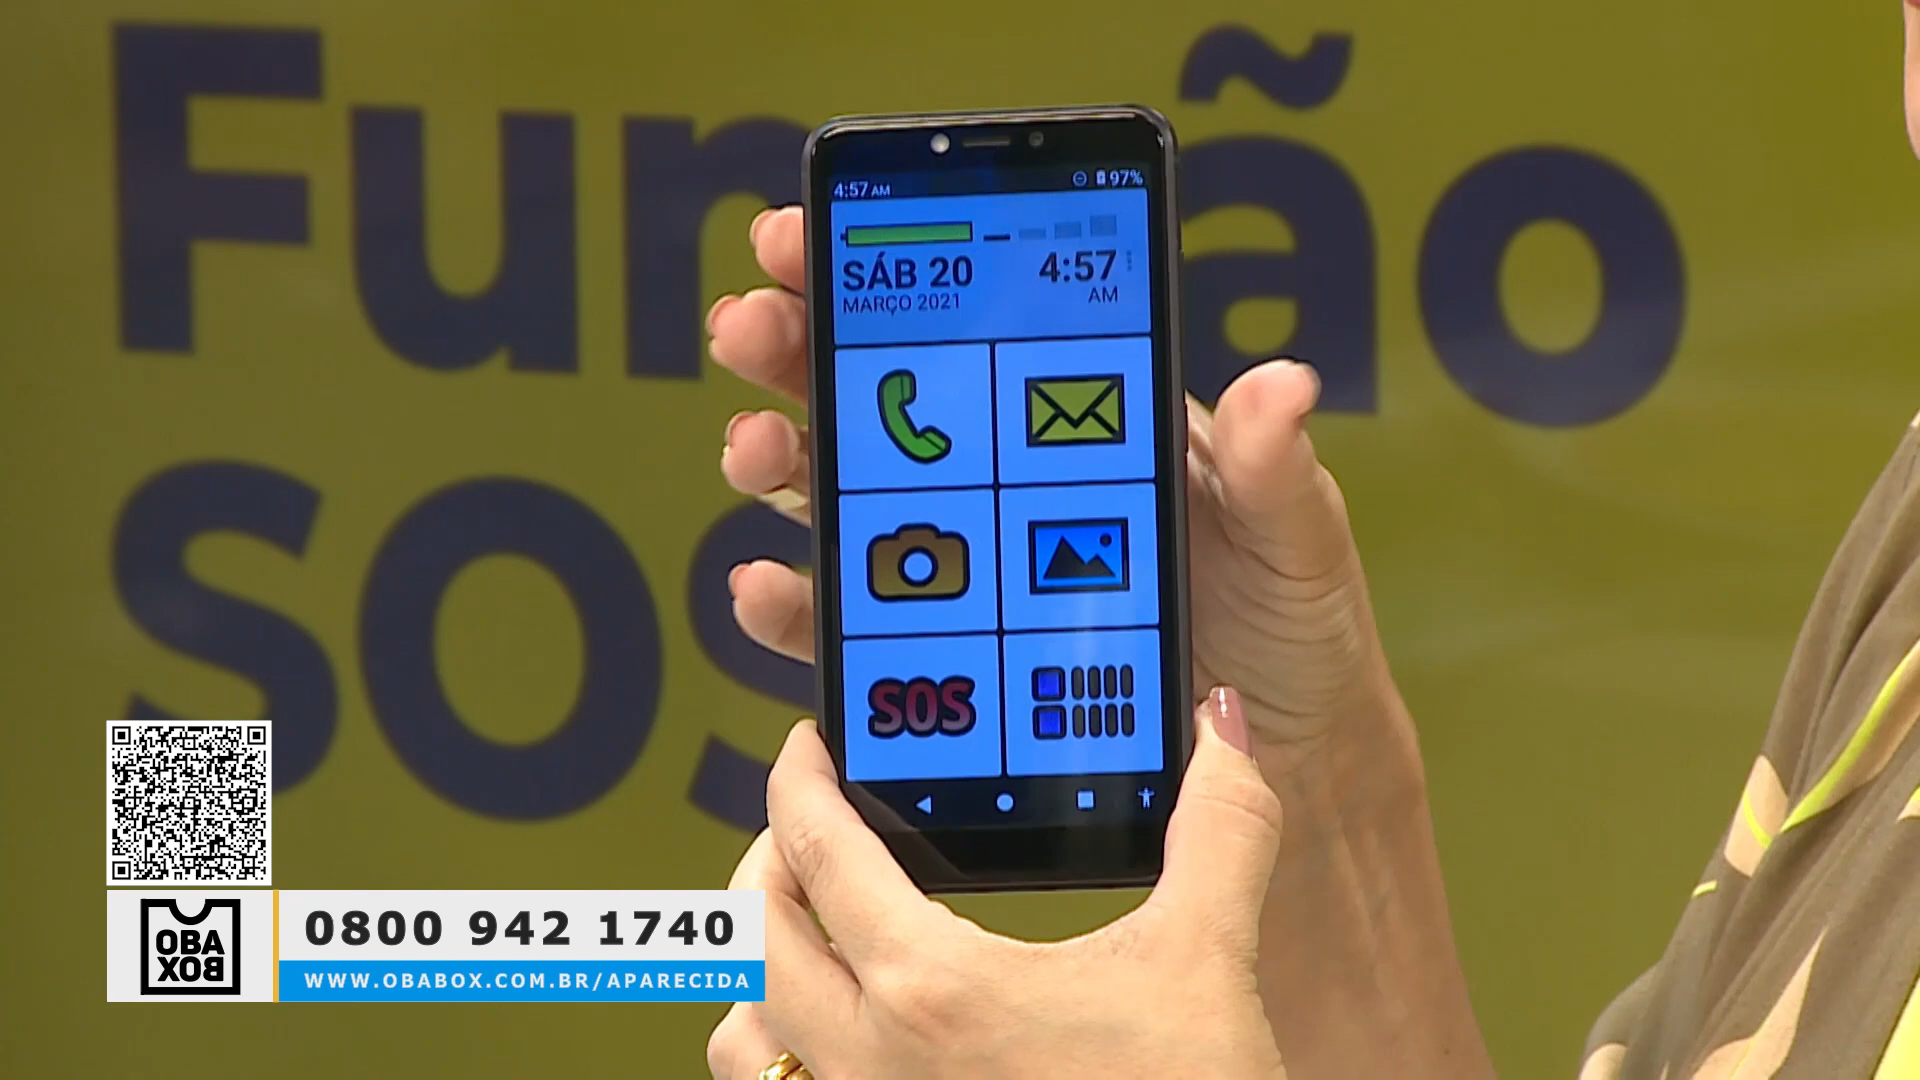 Fun ão
SOS
4:57 AM
97%
SÁB 20
MARÇO 2021
4:57
AM
SOS
OBA
BOX
0800 942 1740
WWW.OBABOX.COM.BR/APARECIDA